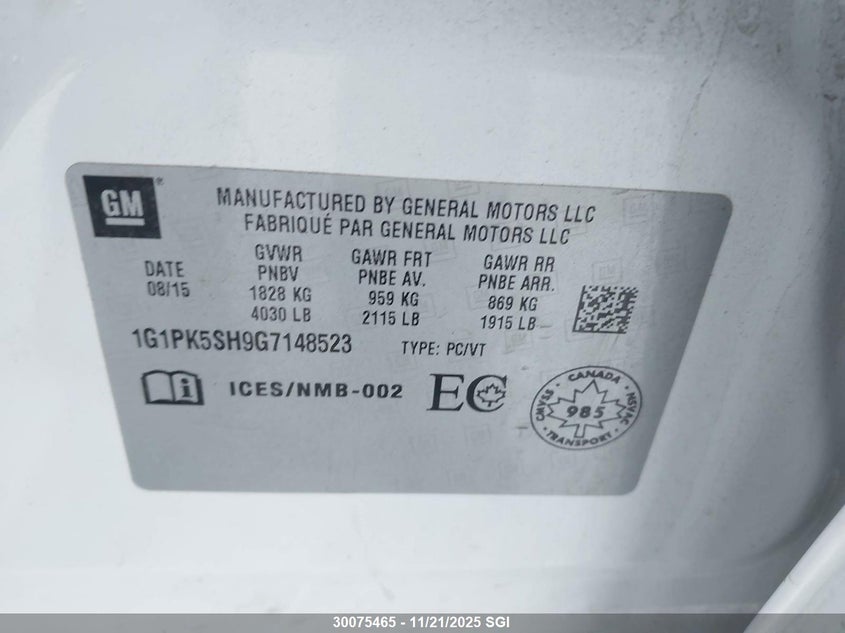 GM
MANUFACTURED BY GENERAL MOTORS LLC
FABRIQUÉ PAR GENERAL MOTORS LLC
DATE
08/15
GVWR
PNBV
1828 KG
4030 LB
GAWR FRT
PNBE AV.
959 KG
2115 LB
GAWR RR
PNBE ARR.
869 KG
1915 LB
1G1PK5SH9G7148523 TYPE: PC/VT
i ICES/NMB-002 EC
CANADA
CMVSS 985 NSVAC
TRANSPORT
30075465 - 11/21/2025 SGI